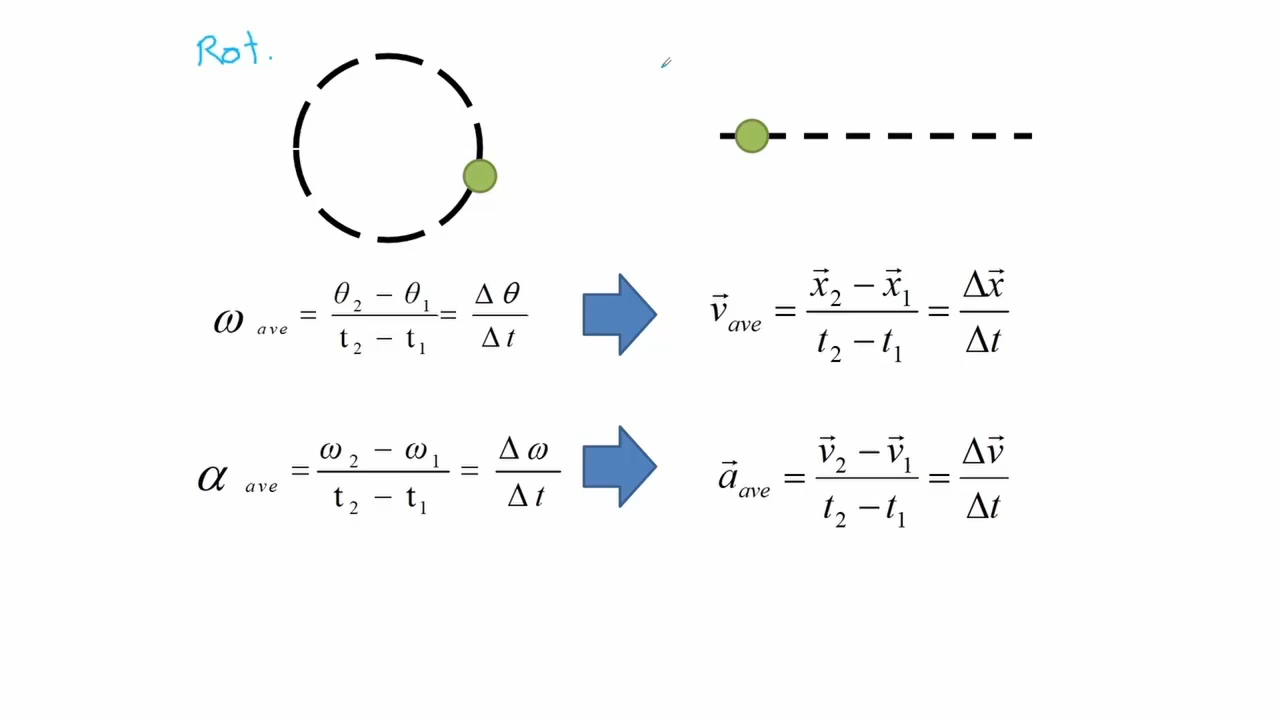 Rot.
ω ave = θ₂ − θ₁ / t₂ − t₁ = Δθ / Δt
v⃗ave = x⃗₂ − x⃗₁ / t₂ − t₁ = Δx⃗ / Δt
α ave = ω₂ − ω₁ / t₂ − t₁ = Δω / Δt
a⃗ave = v⃗₂ − v⃗₁ / t₂ − t₁ = Δv⃗ / Δt